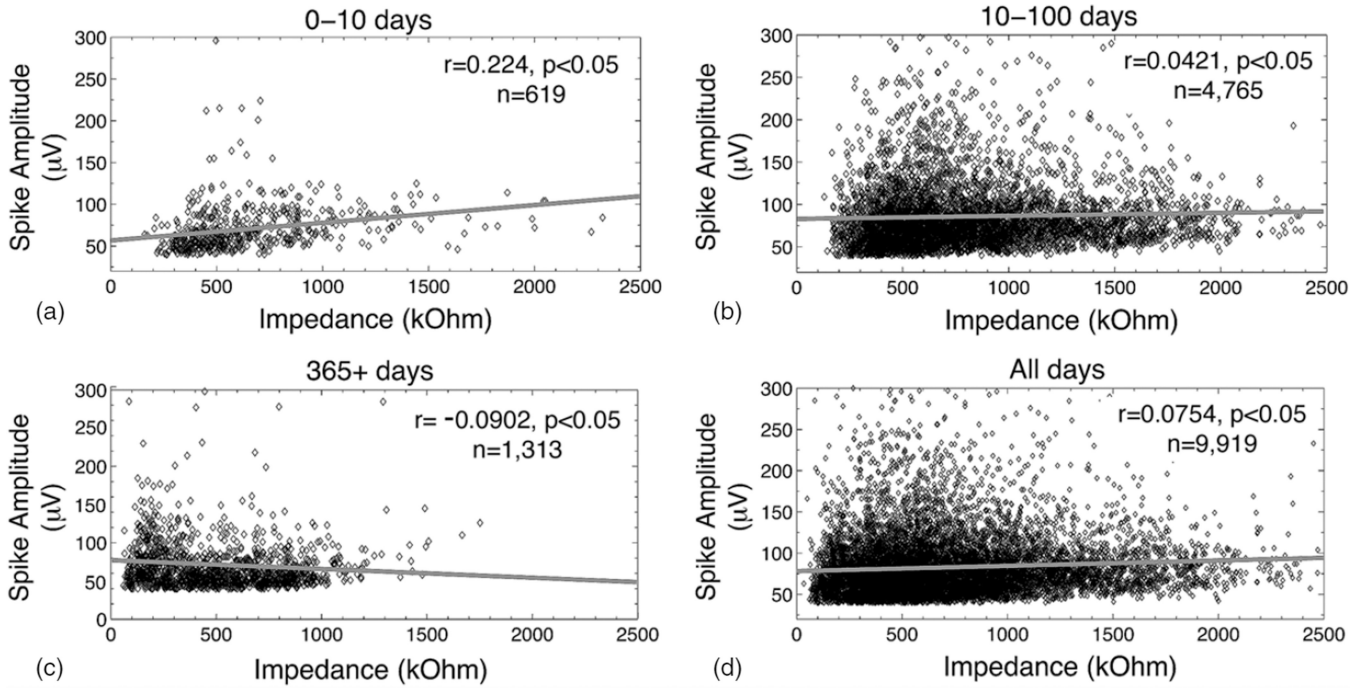 0–10 days
300
250
200
150
100
50
Spike Amplitude
(µV)
r=0.224, p<0.05
n=619
0 500 1000 1500 2000 2500
Impedance (kOhm)
(a)
10–100 days
300
250
200
150
100
50
Spike Amplitude
(µV)
r=0.0421, p<0.05
n=4,765
0 500 1000 1500 2000 2500
Impedance (kOhm)
(b)
365+ days
300
250
200
150
100
50
0
Spike Amplitude
(µV)
r= -0.0902, p<0.05
n=1,313
0 500 1000 1500 2000 2500
Impedance (kOhm)
(c)
All days
300
250
200
150
100
50
Spike Amplitude
(µV)
r=0.0754, p<0.05
n=9,919
0 500 1000 1500 2000 2500
Impedance (kOhm)
(d)